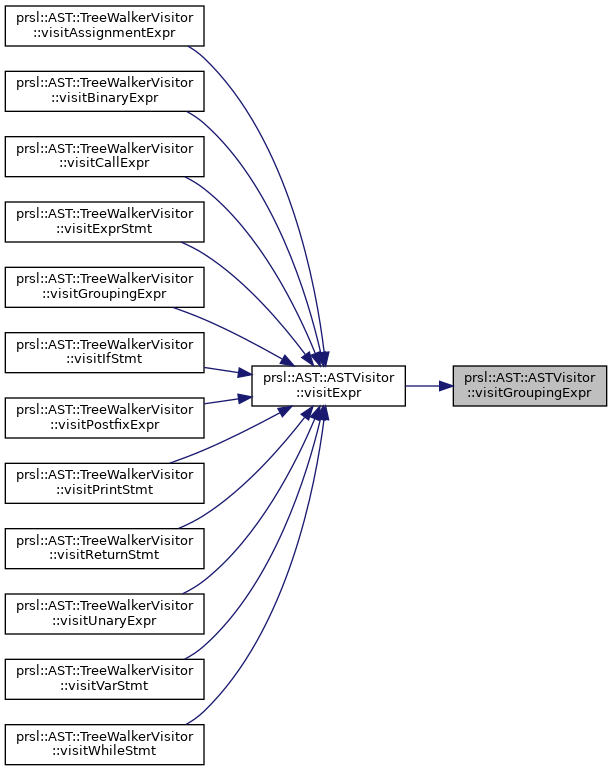 prsl::AST::TreeWalkerVisitor
::visitAssignmentExpr
prsl::AST::TreeWalkerVisitor
::visitBinaryExpr
prsl::AST::TreeWalkerVisitor
::visitCallExpr
prsl::AST::TreeWalkerVisitor
::visitExprStmt
prsl::AST::TreeWalkerVisitor
::visitGroupingExpr
prsl::AST::TreeWalkerVisitor
::visitIfStmt
prsl::AST::TreeWalkerVisitor
::visitPostfixExpr
prsl::AST::TreeWalkerVisitor
::visitPrintStmt
prsl::AST::TreeWalkerVisitor
::visitReturnStmt
prsl::AST::TreeWalkerVisitor
::visitUnaryExpr
prsl::AST::TreeWalkerVisitor
::visitVarStmt
prsl::AST::TreeWalkerVisitor
::visitWhileStmt
prsl::AST::ASTVisitor
::visitExpr
prsl::AST::ASTVisitor
::visitGroupingExpr